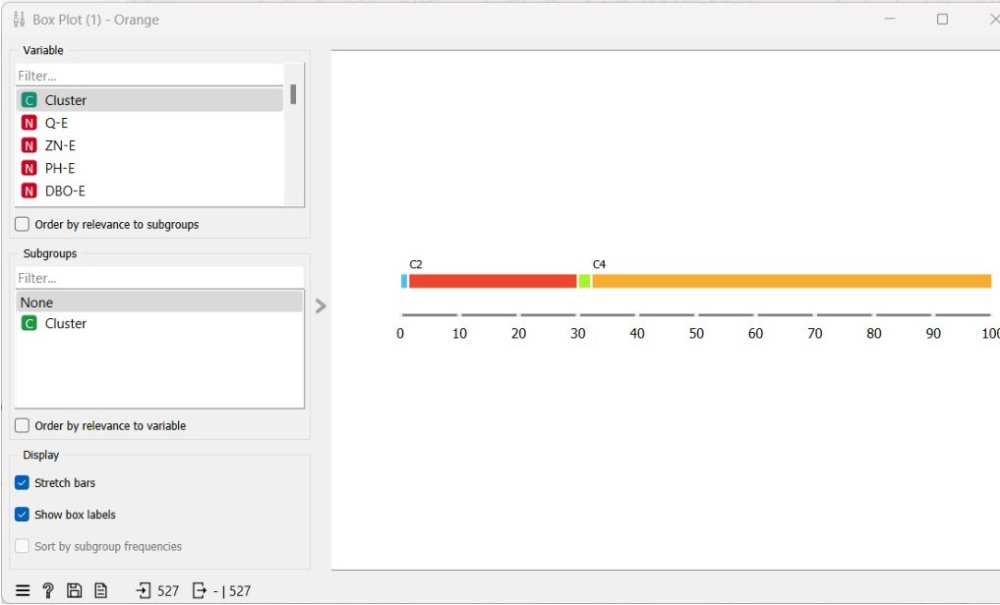 Box Plot (1) - Orange
Variable
Filter...
C Cluster
N Q-E
N ZN-E
N PH-E
N DBO-E
Order by relevance to subgroups
Subgroups
Filter...
None
C Cluster
Order by relevance to variable
Display
Stretch bars
Show box labels
Sort by subgroup frequencies
? 527 - | 527
C2 C4
0 10 20 30 40 50 60 70 80 90 100